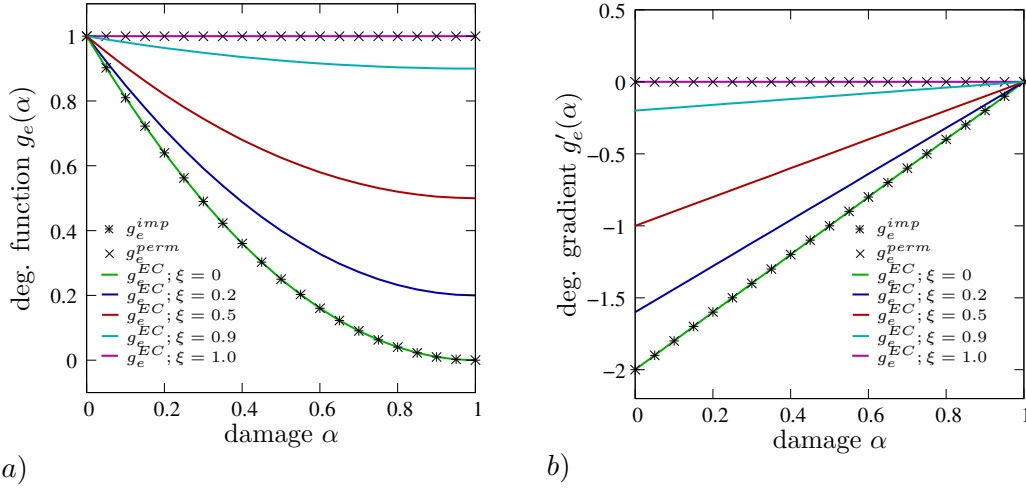 deg. function g_e(α)
1
0.8
0.6
0.4
0.2
0
g_e^{imp}
g_e^{perm}
g_e^{EC}; ξ = 0
g_e^{EC}; ξ = 0.2
g_e^{EC}; ξ = 0.5
g_e^{EC}; ξ = 0.9
g_e^{EC}; ξ = 1.0
0 0.2 0.4 0.6 0.8 1
damage α
a)
deg. gradient g'_e(α)
0.5
0
−0.5
−1
−1.5
−2
g_e^{imp}
g_e^{perm}
g_e^{EC}; ξ = 0
g_e^{EC}; ξ = 0.2
g_e^{EC}; ξ = 0.5
g_e^{EC}; ξ = 0.9
g_e^{EC}; ξ = 1.0
0 0.2 0.4 0.6 0.8 1
damage α
b)